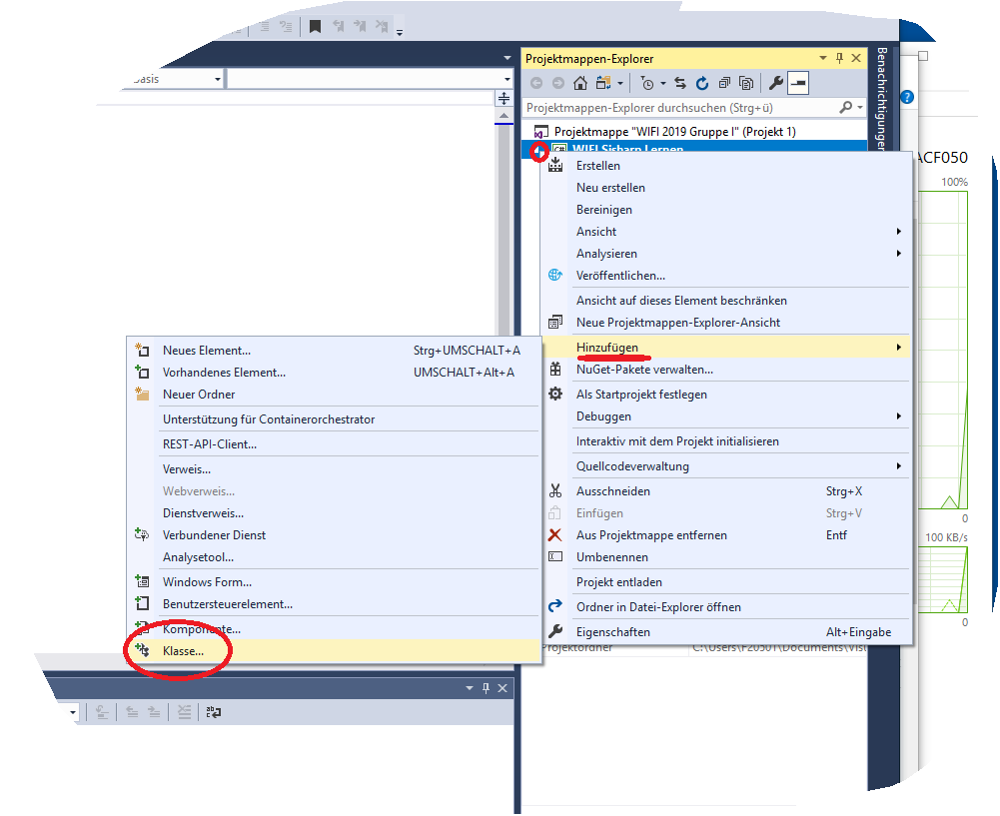 Projektmappen-Explorer
Benachrichtigungen
Projektmappen-Explorer durchsuchen (Strg+ü)
Projektmappe "WIFI 2019 Gruppe I" (Projekt 1)
C# WIFI Sisharp Lernen
ACF050
100%
0
100 KB/s
0
Erstellen
Neu erstellen
Bereinigen
Ansicht
Analysieren
Veröffentlichen...
Ansicht auf dieses Element beschränken
Neue Projektmappen-Explorer-Ansicht
Hinzufügen
NuGet-Pakete verwalten...
Als Startprojekt festlegen
Debuggen
Interaktiv mit dem Projekt initialisieren
Quellcodeverwaltung
Ausschneiden Strg+X
Einfügen Strg+V
Aus Projektmappe entfernen Entf
Umbenennen
Projekt entladen
Ordner in Datei-Explorer öffnen
Eigenschaften Alt+Eingabe
Projektordner C:\Users\F20501\Documents\Visu
Neues Element... Strg+UMSCHALT+A
Vorhandenes Element... UMSCHALT+Alt+A
Neuer Ordner
Unterstützung für Containerorchestrator
REST-API-Client...
Verweis...
Webverweis...
Dienstverweis...
Verbundener Dienst
Analysetool...
Windows Form...
Benutzersteuerelement...
Komponente...
Klasse...